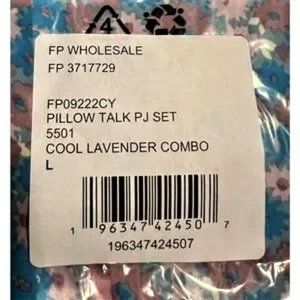 4
FP WHOLESALE
FP 3717729
FP09222CY
PILLOW TALK PJ SET
5501
COOL LAVENDER COMBO
L
1 96347 42450 7
196347424507